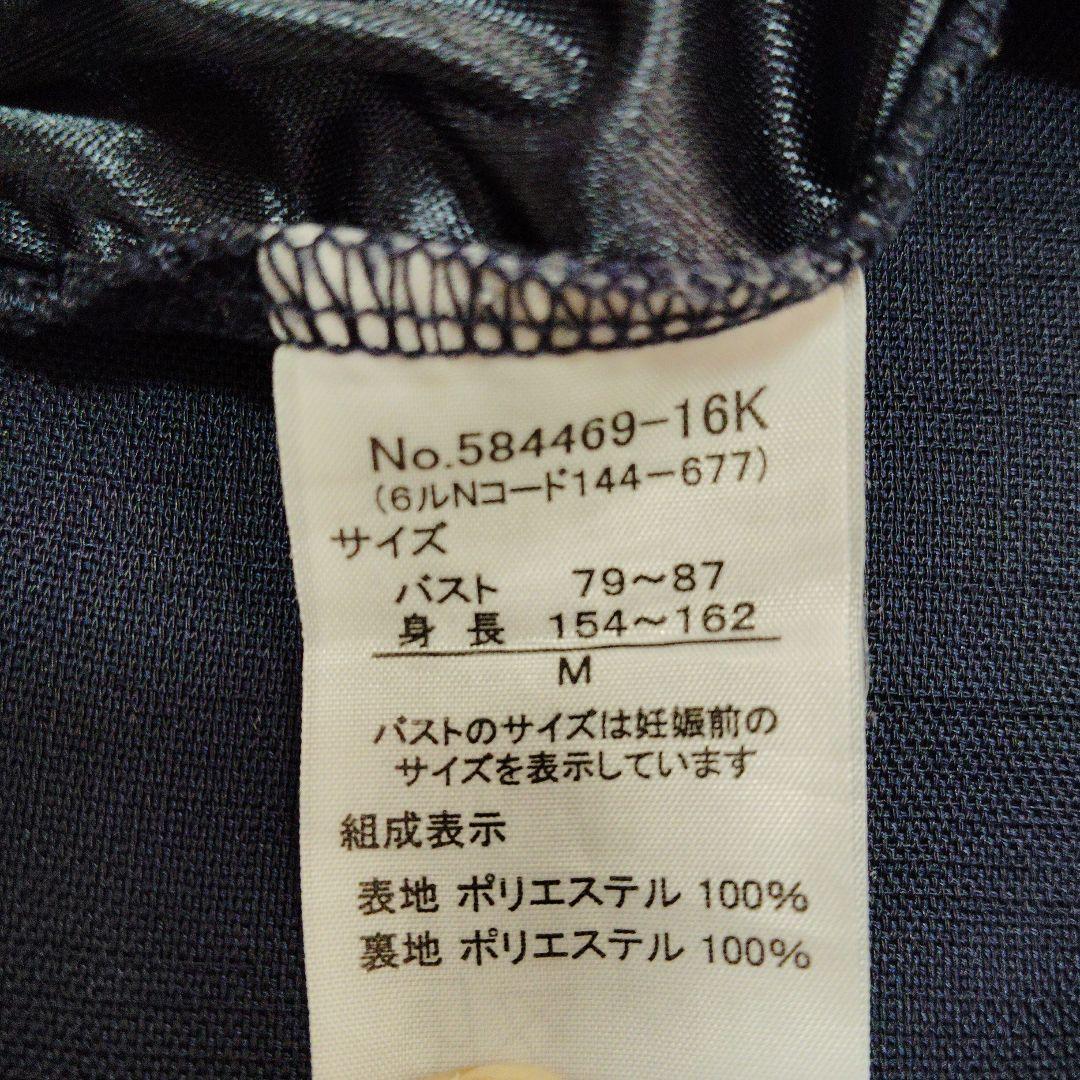 No.584469-16K
(6ルNコード144-677)
サイズ
バスト 79～87
身 長 154～162
M
バストのサイズは妊娠前の
サイズを表示しています
組成表示
表地 ポリエステル 100%
裏地 ポリエステル 100%